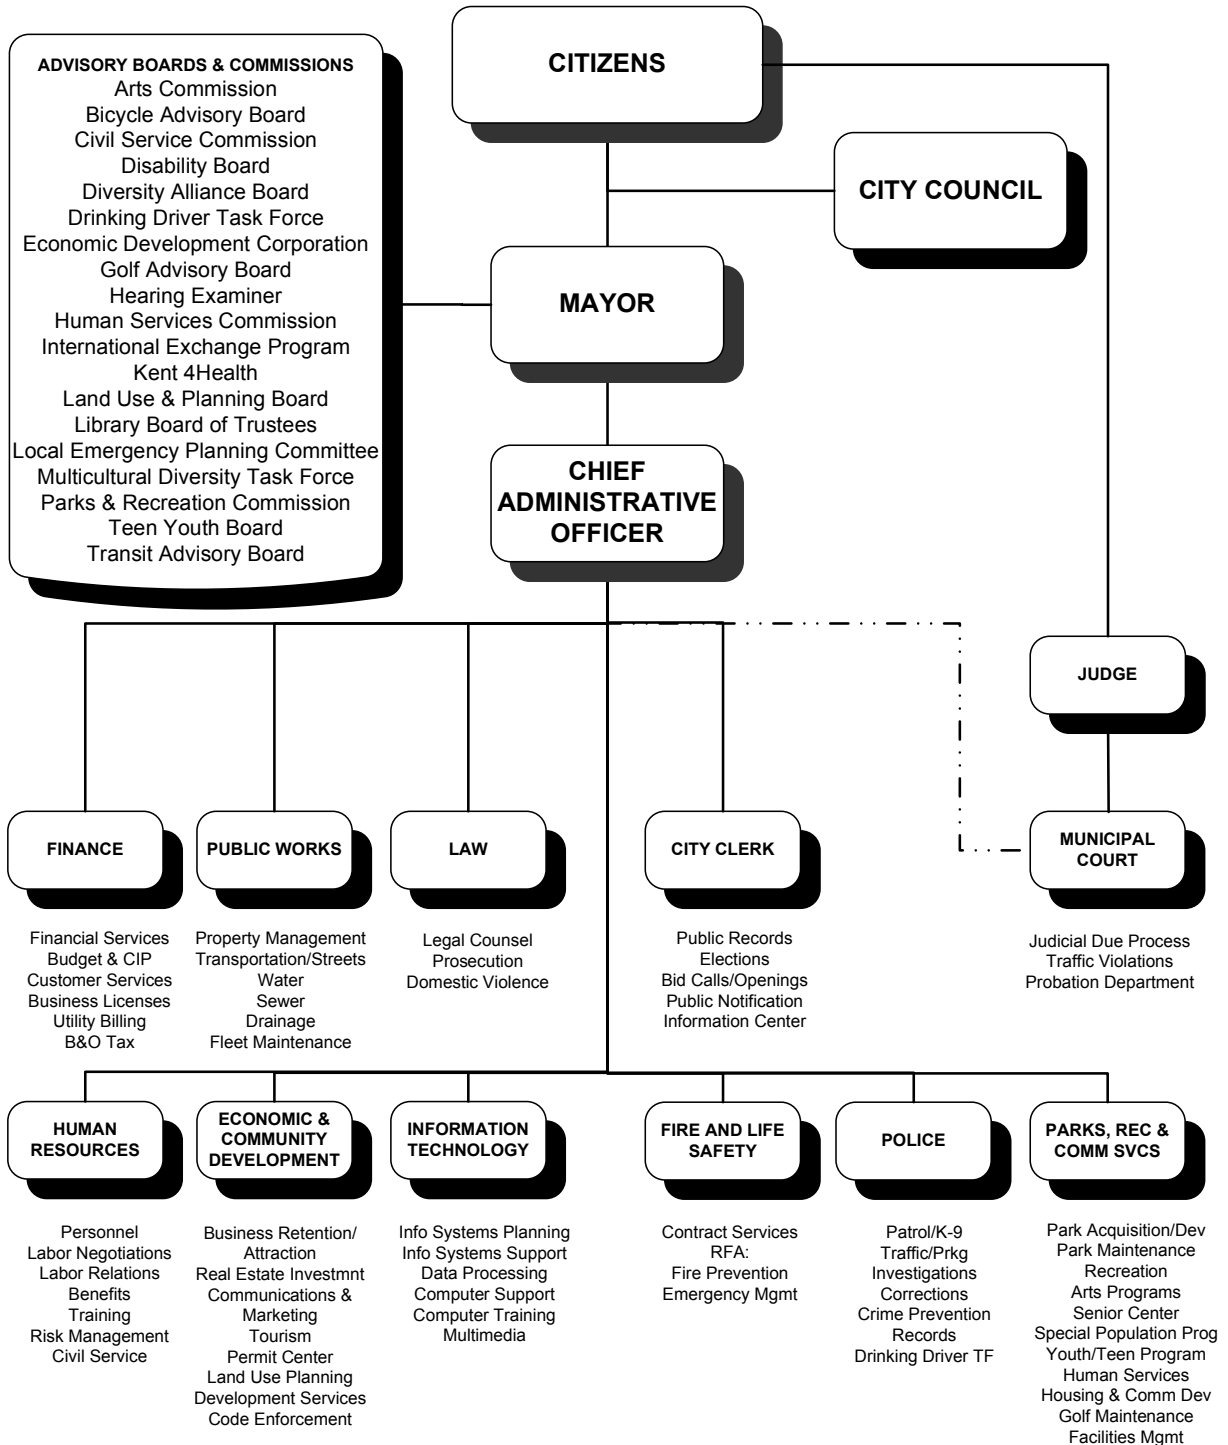 CITIZENS
ADVISORY BOARDS & COMMISSIONS
Arts Commission
Bicycle Advisory Board
Civil Service Commission
Disability Board
Diversity Alliance Board
Drinking Driver Task Force
Economic Development Corporation
Golf Advisory Board
Hearing Examiner
Human Services Commission
International Exchange Program
Kent 4Health
Land Use & Planning Board
Library Board of Trustees
Local Emergency Planning Committee
Multicultural Diversity Task Force
Parks & Recreation Commission
Teen Youth Board
Transit Advisory Board
CITY COUNCIL
MAYOR
CHIEF
ADMINISTRATIVE
OFFICER
JUDGE
FINANCE
Financial Services
Budget & CIP
Customer Services
Business Licenses
Utility Billing
B&O Tax
PUBLIC WORKS
Property Management
Transportation/Streets
Water
Sewer
Drainage
Fleet Maintenance
LAW
Legal Counsel
Prosecution
Domestic Violence
CITY CLERK
Public Records
Elections
Bid Calls/Openings
Public Notification
Information Center
MUNICIPAL
COURT
Judicial Due Process
Traffic Violations
Probation Department
HUMAN
RESOURCES
Personnel
Labor Negotiations
Labor Relations
Benefits
Training
Risk Management
Civil Service
ECONOMIC &
COMMUNITY
DEVELOPMENT
Business Retention/
Attraction
Real Estate Investmnt
Communications &
Marketing
Tourism
Permit Center
Land Use Planning
Development Services
Code Enforcement
INFORMATION
TECHNOLOGY
Info Systems Planning
Info Systems Support
Data Processing
Computer Support
Computer Training
Multimedia
FIRE AND LIFE
SAFETY
Contract Services
RFA:
Fire Prevention
Emergency Mgmt
POLICE
Patrol/K-9
Traffic/Prkg
Investigations
Corrections
Crime Prevention
Records
Drinking Driver TF
PARKS, REC &
COMM SVCS
Park Acquisition/Dev
Park Maintenance
Recreation
Arts Programs
Senior Center
Special Population Prog
Youth/Teen Program
Human Services
Housing & Comm Dev
Golf Maintenance
Facilities Mgmt